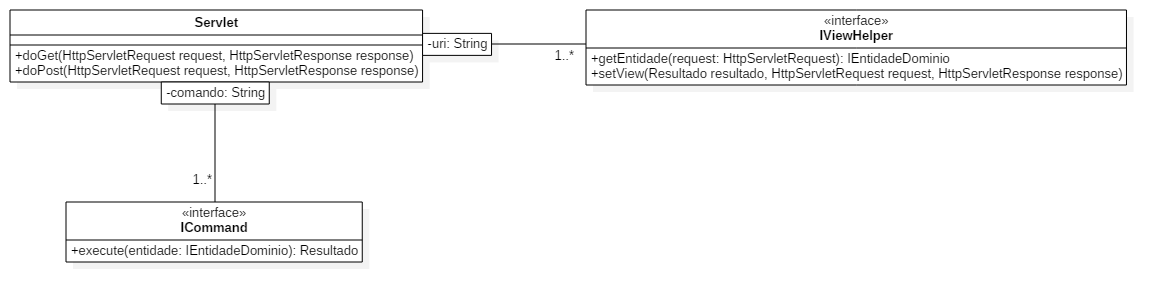 Servlet
+doGet(HttpServletRequest request, HttpServletResponse response)
+doPost(HttpServletRequest request, HttpServletResponse response)
-uri: String
1..*
«interface»
IViewHelper
+getEntidade(request: HttpServletRequest): IEntidadeDominio
+setView(Resultado resultado, HttpServletRequest request, HttpServletResponse response)
-comando: String
1..*
«interface»
ICommand
+execute(entidade: IEntidadeDominio): Resultado